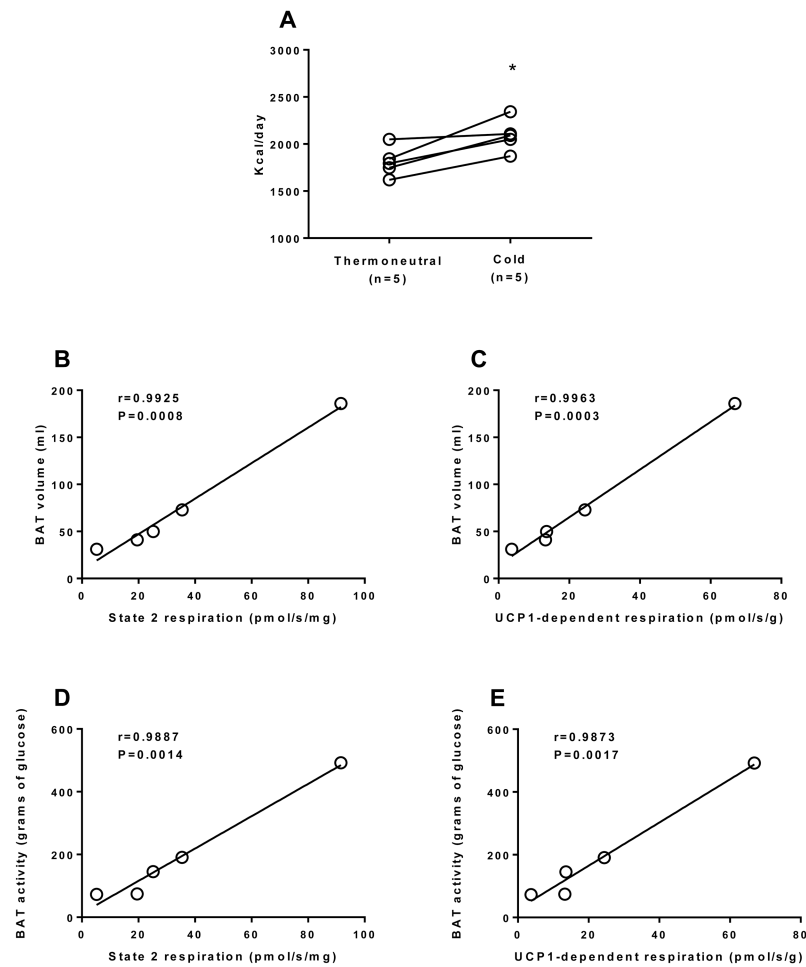 A
3000
2500
2000
1500
1000
Kcal/day
*
Thermoneutral
(n=5)
Cold
(n=5)
B
r=0.9925
P=0.0008
200
150
100
50
0
BAT volume (ml)
0 20 40 60 80 100
State 2 respiration (pmol/s/mg)
C
r=0.9963
P=0.0003
200
150
100
50
0
BAT volume (ml)
0 20 40 60 80
UCP1-dependent respiration (pmol/s/g)
D
r=0.9887
P=0.0014
600
400
200
0
BAT activity (grams of glucose)
0 20 40 60 80 100
State 2 respiration (pmol/s/mg)
E
r=0.9873
P=0.0017
600
400
200
0
BAT activity (grams of glucose)
0 20 40 60 80
UCP1-dependent respiration (pmol/s/g)